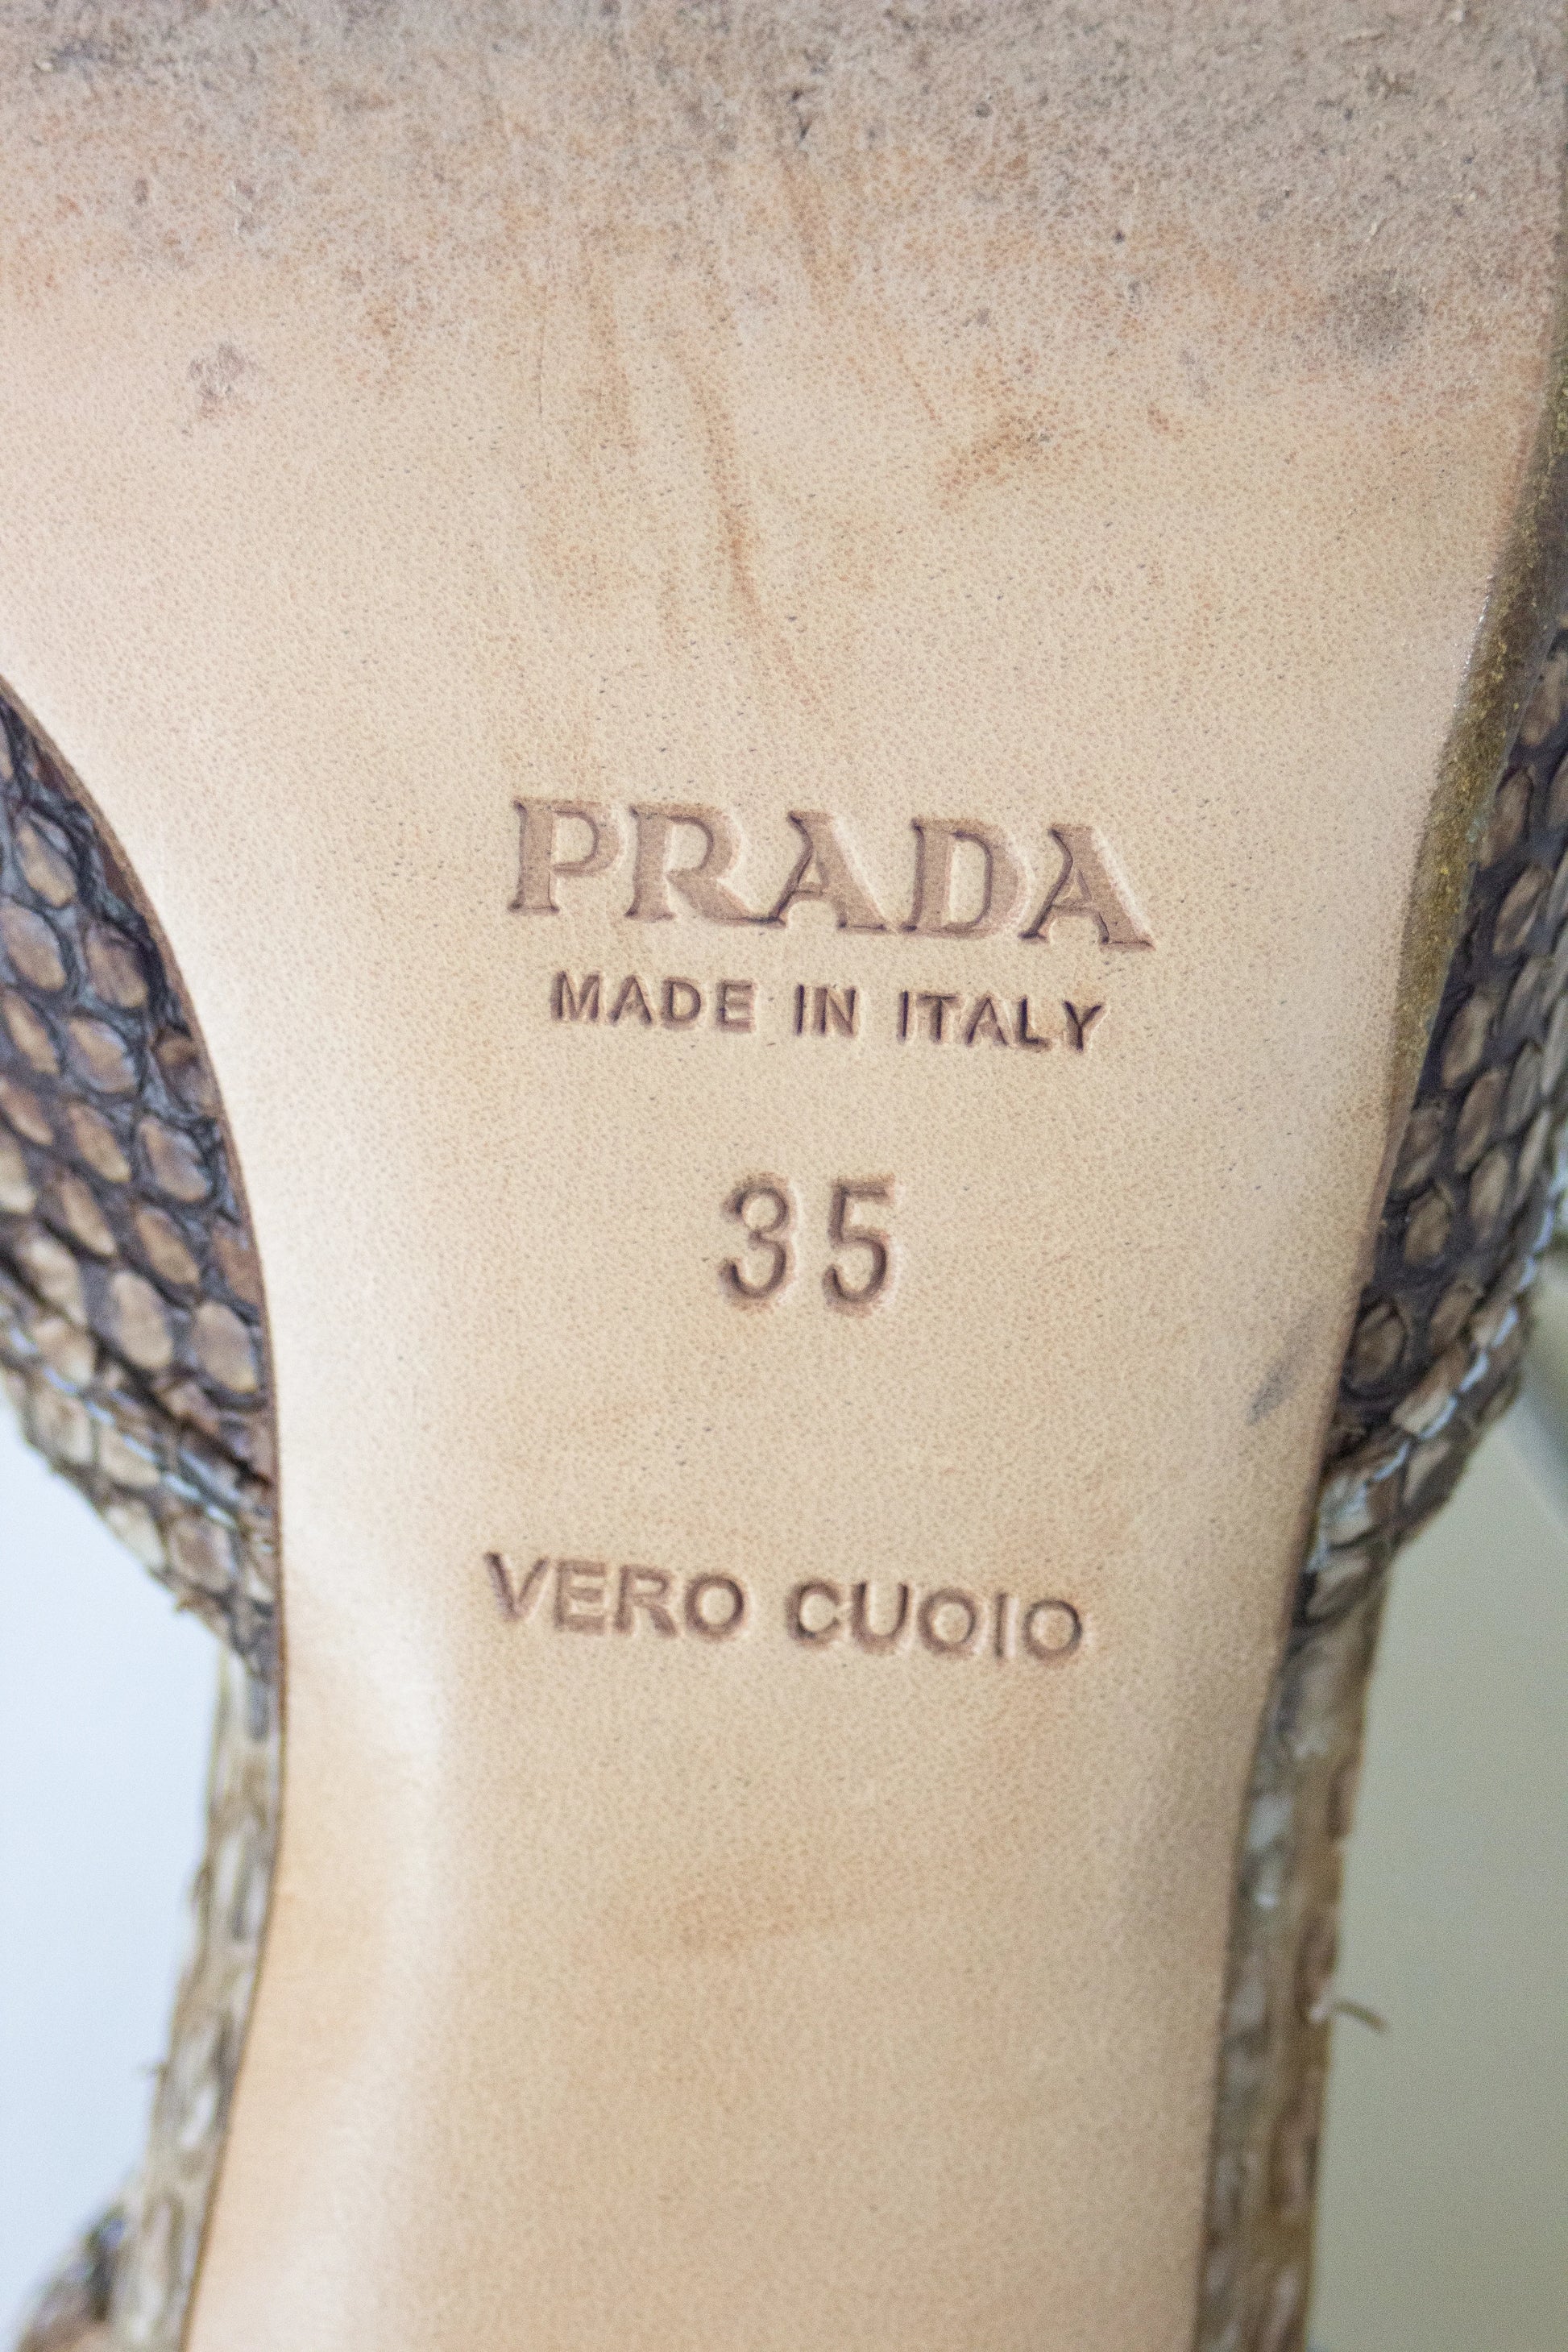 PRADA
MADE IN ITALY
35
VERO CUOIO